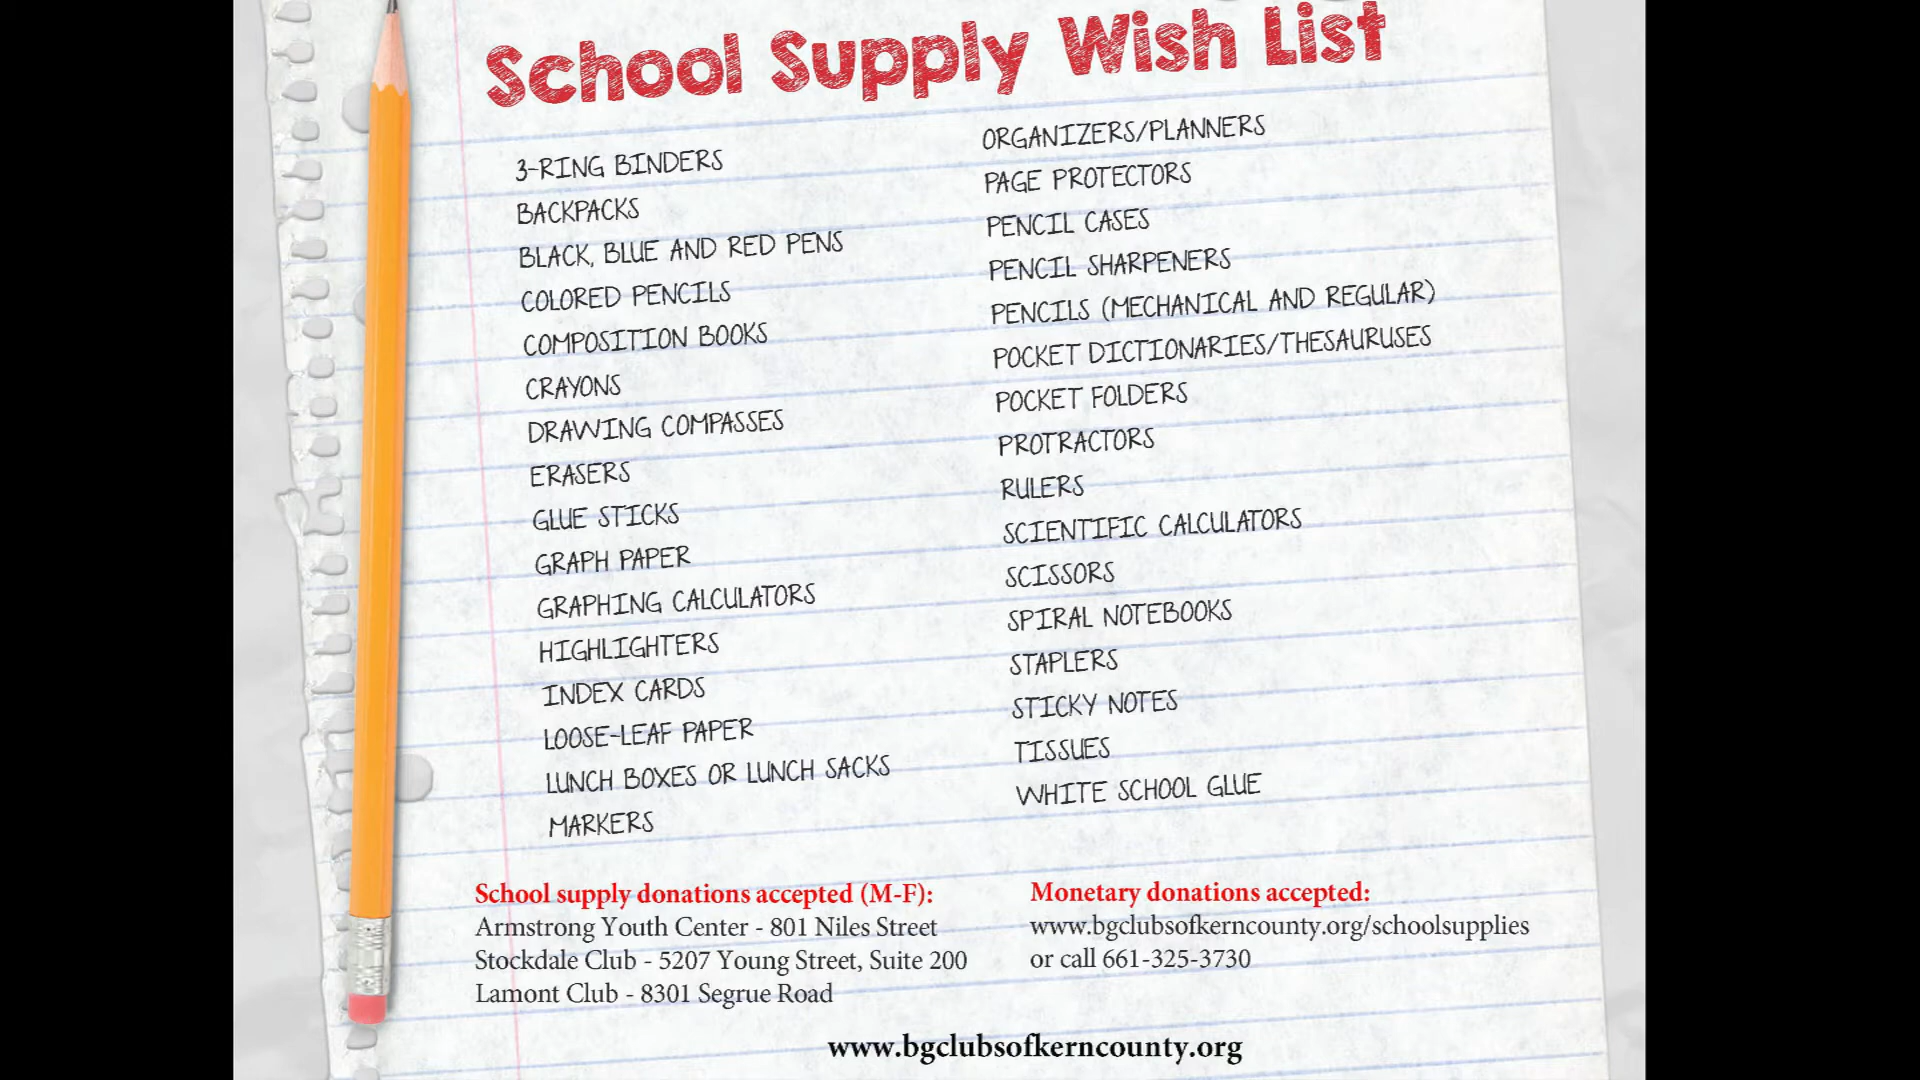 School Supply Wish List
3-RING BINDERS
BACKPACKS
BLACK, BLUE AND RED PENS
COLORED PENCILS
COMPOSITION BOOKS
CRAYONS
DRAWING COMPASSES
ERASERS
GLUE STICKS
GRAPH PAPER
GRAPHING CALCULATORS
HIGHLIGHTERS
INDEX CARDS
LOOSE-LEAF PAPER
LUNCH BOXES OR LUNCH SACKS
MARKERS
ORGANIZERS/PLANNERS
PAGE PROTECTORS
PENCIL CASES
PENCIL SHARPENERS
PENCILS (MECHANICAL AND REGULAR)
POCKET DICTIONARIES/THESAURUSES
POCKET FOLDERS
PROTRACTORS
RULERS
SCIENTIFIC CALCULATORS
SCISSORS
SPIRAL NOTEBOOKS
STAPLERS
STICKY NOTES
TISSUES
WHITE SCHOOL GLUE
School supply donations accepted (M-F):
Armstrong Youth Center - 801 Niles Street
Stockdale Club - 5207 Young Street, Suite 200
Lamont Club - 8301 Segrue Road
Monetary donations accepted:
www.bgclubsofkerncounty.org/schoolsupplies
or call 661-325-3730
www.bgclubsofkerncounty.org